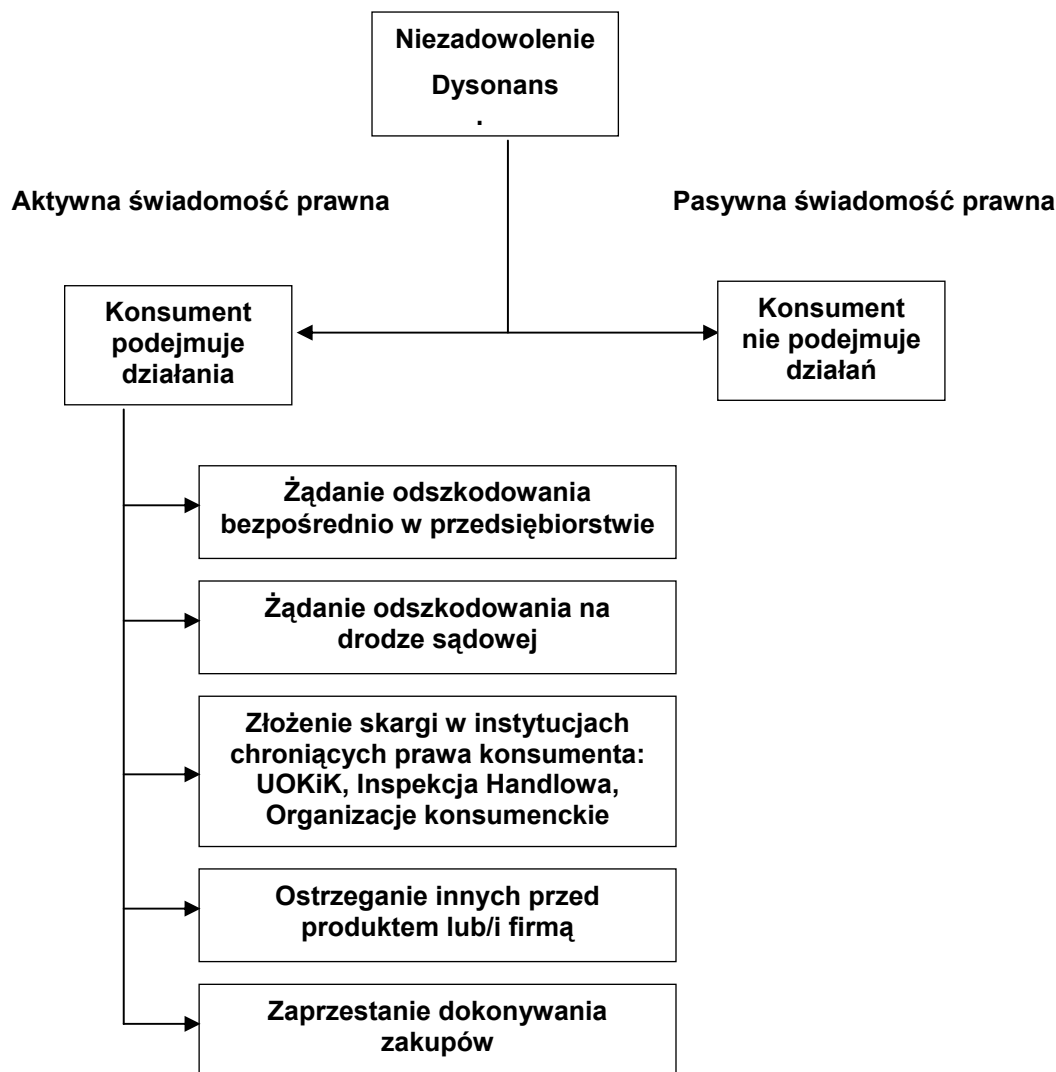 Niezadowolenie
Dysonans
.
Aktywna świadomość prawna
Pasywna świadomość prawna
Konsument
podejmuje
działania
Konsument
nie podejmuje
działań
Żądanie odszkodowania
bezpośrednio w przedsiębiorstwie
Żądanie odszkodowania na
drodze sądowej
Złożenie skargi w instytucjach
chroniących prawa konsumenta:
UOKiK, Inspekcja Handlowa,
Organizacje konsumenckie
Ostrzeganie innych przed
produktem lub/i firmą
Zaprzestanie dokonywania
zakupów